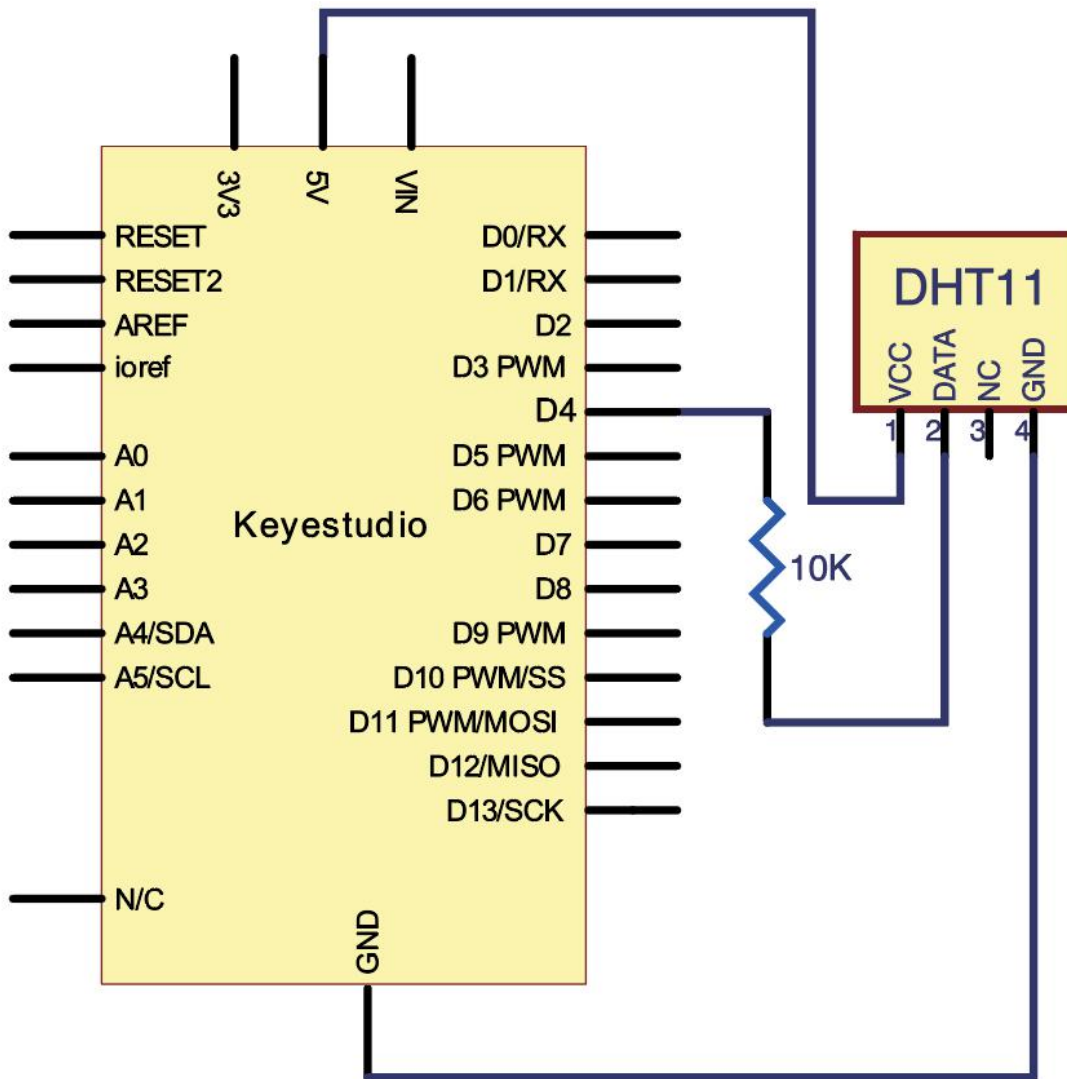 3V3
5V
VIN
RESET
RESET2
AREF
ioref
A0
A1
A2
A3
A4/SDA
A5/SCL
N/C
Keyestudio
D0/RX
D1/RX
D2
D3 PWM
D4
D5 PWM
D6 PWM
D7
D8
D9 PWM
D10 PWM/SS
D11 PWM/MOSI
D12/MISO
D13/SCK
GND
10K
DHT11
VCC
DATA
NC
GND
1
2
3
4